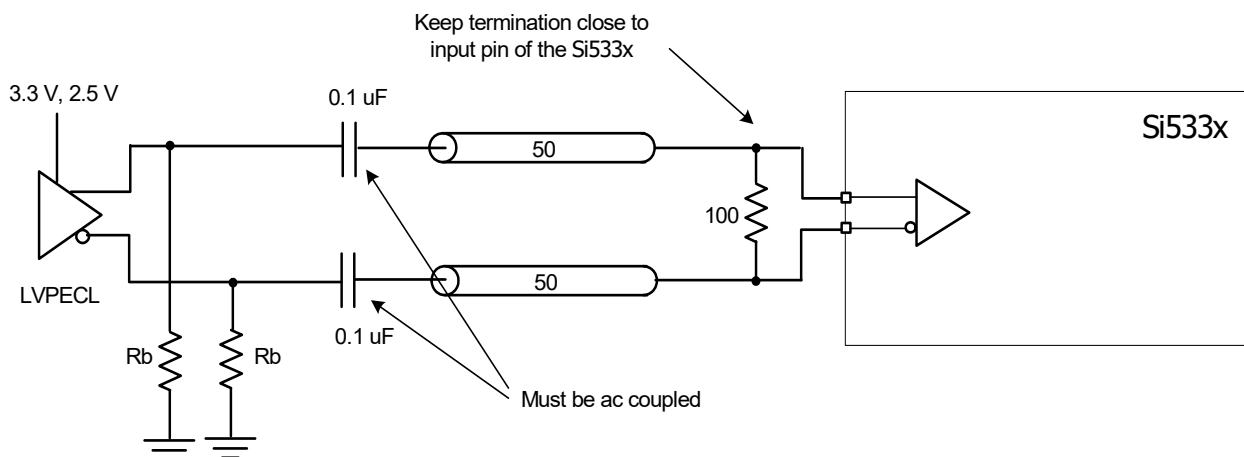 Keep termination close to
input pin of the Si533x
3.3 V, 2.5 V
0.1 uF
Si533x
50
100
LVPECL
50
0.1 uF
Rb
Rb
Must be ac coupled